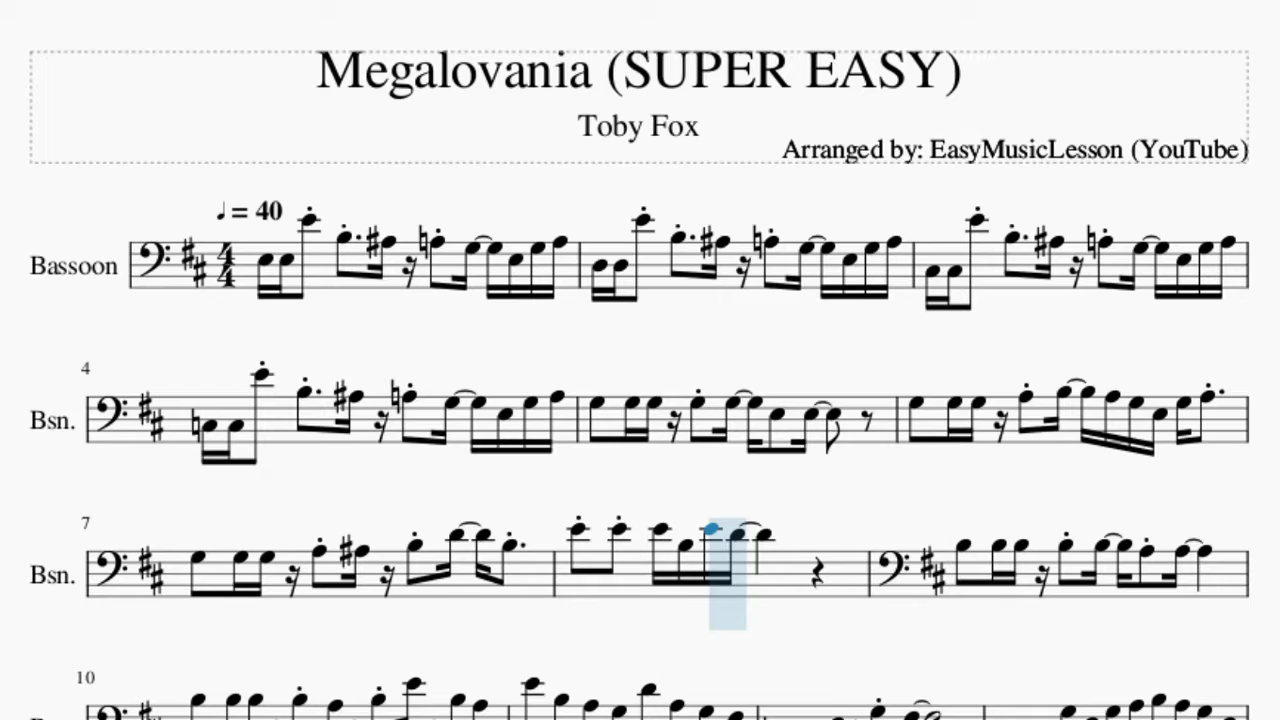 Megalovania (SUPER EASY)
Toby Fox
Arranged by: EasyMusicLesson (YouTube)
♩ = 40
Bassoon
4
Bsn.
7
Bsn.
10